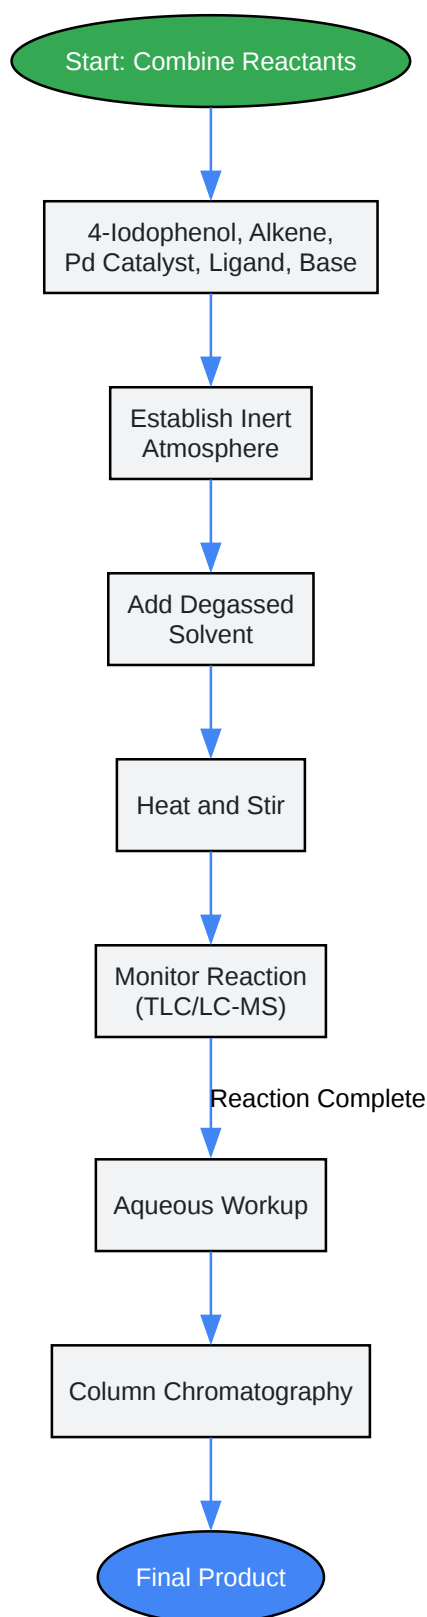 Start: Combine Reactants
4-Iodophenol, Alkene,
Pd Catalyst, Ligand, Base
Establish Inert
Atmosphere
Add Degassed
Solvent
Heat and Stir
Monitor Reaction
(TLC/LC-MS)
Reaction Complete
Aqueous Workup
Column Chromatography
Final Product